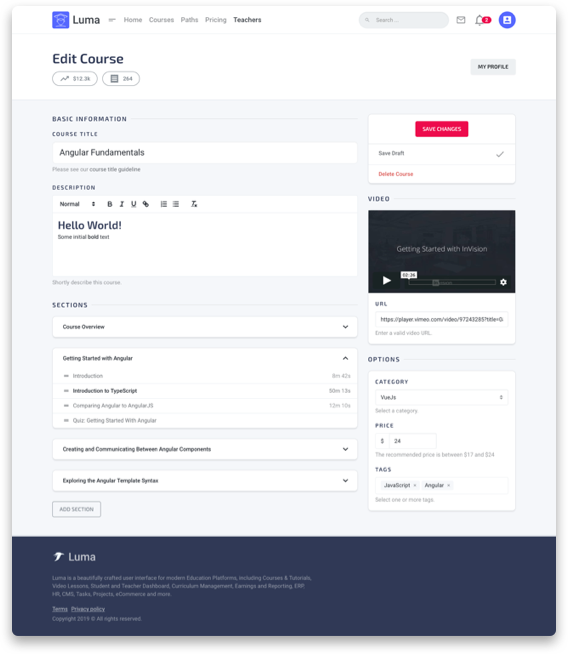 Luma Home Courses Paths Pricing Teachers Search ... 2
Edit Course
$12.3k 264
MY PROFILE
BASIC INFORMATION
COURSE TITLE
Angular Fundamentals
Please see our course title guideline
DESCRIPTION
Normal B I U
Hello World!
Some initial bold text
Shortly describe this course.
SECTIONS
Course Overview
Getting Started with Angular
Introduction 8m 42s
Introduction to TypeScript 50m 13s
Comparing Angular to AngularJS 12m 10s
Quiz: Getting Started With Angular
Creating and Communicating Between Angular Components
Exploring the Angular Template Syntax
ADD SECTION
SAVE CHANGES
Save Draft
Delete Course
VIDEO
Getting Started with InVision
02:26
URL
https://player.vimeo.com/video/97243285?title=0
Enter a valid video URL.
OPTIONS
CATEGORY
VueJs
Select a category.
PRICE
$ 24
The recommended price is between $17 and $24
TAGS
JavaScript × Angular ×
Select one or more tags.
Luma
Luma is a beautifully crafted user interface for modern Education Platforms, including Courses & Tutorials,
Video Lessons, Student and Teacher Dashboard, Curriculum Management, Earnings and Reporting, ERP,
HR, CMS, Tasks, Projects, eCommerce and more.
Terms Privacy policy
Copyright 2019 © All rights reserved.